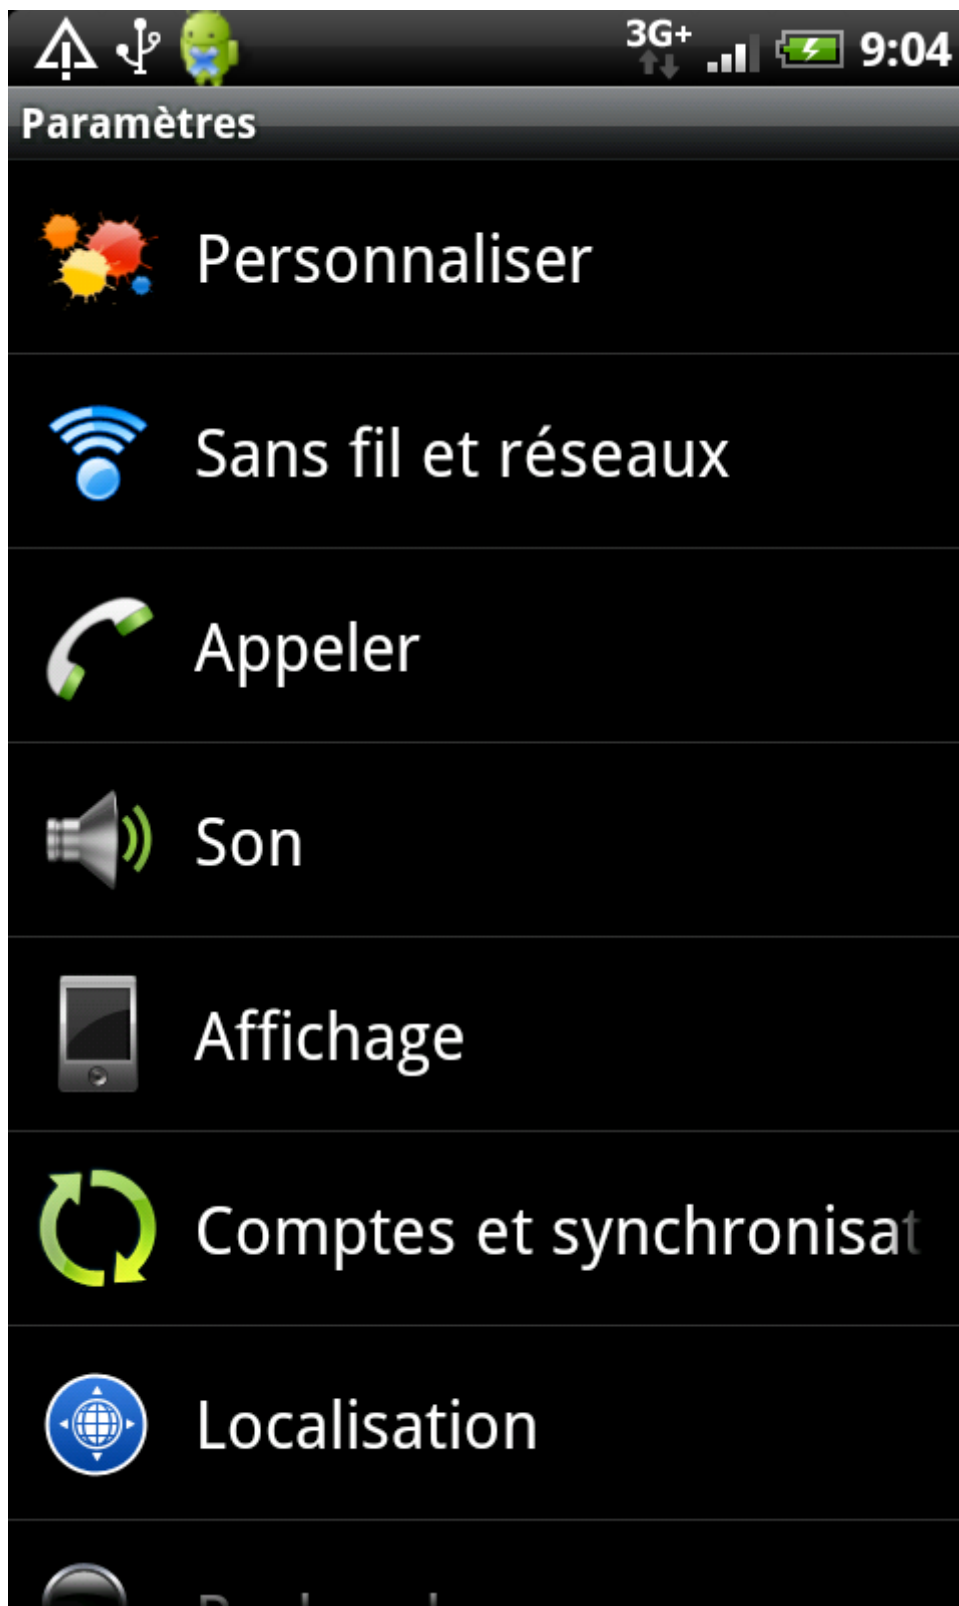 3G+ 9:04
Paramètres
Personnaliser
Sans fil et réseaux
Appeler
Son
Affichage
Comptes et synchronisat
Localisation